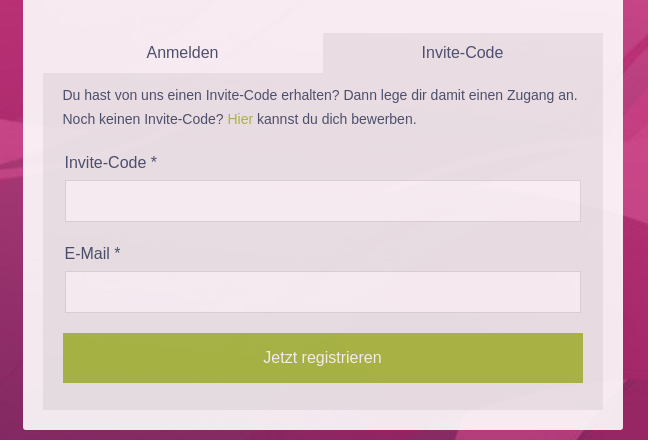 Anmelden
Invite-Code
Du hast von uns einen Invite-Code erhalten? Dann lege dir damit einen Zugang an.
Noch keinen Invite-Code? Hier kannst du dich bewerben.
Invite-Code *
E-Mail *
Jetzt registrieren